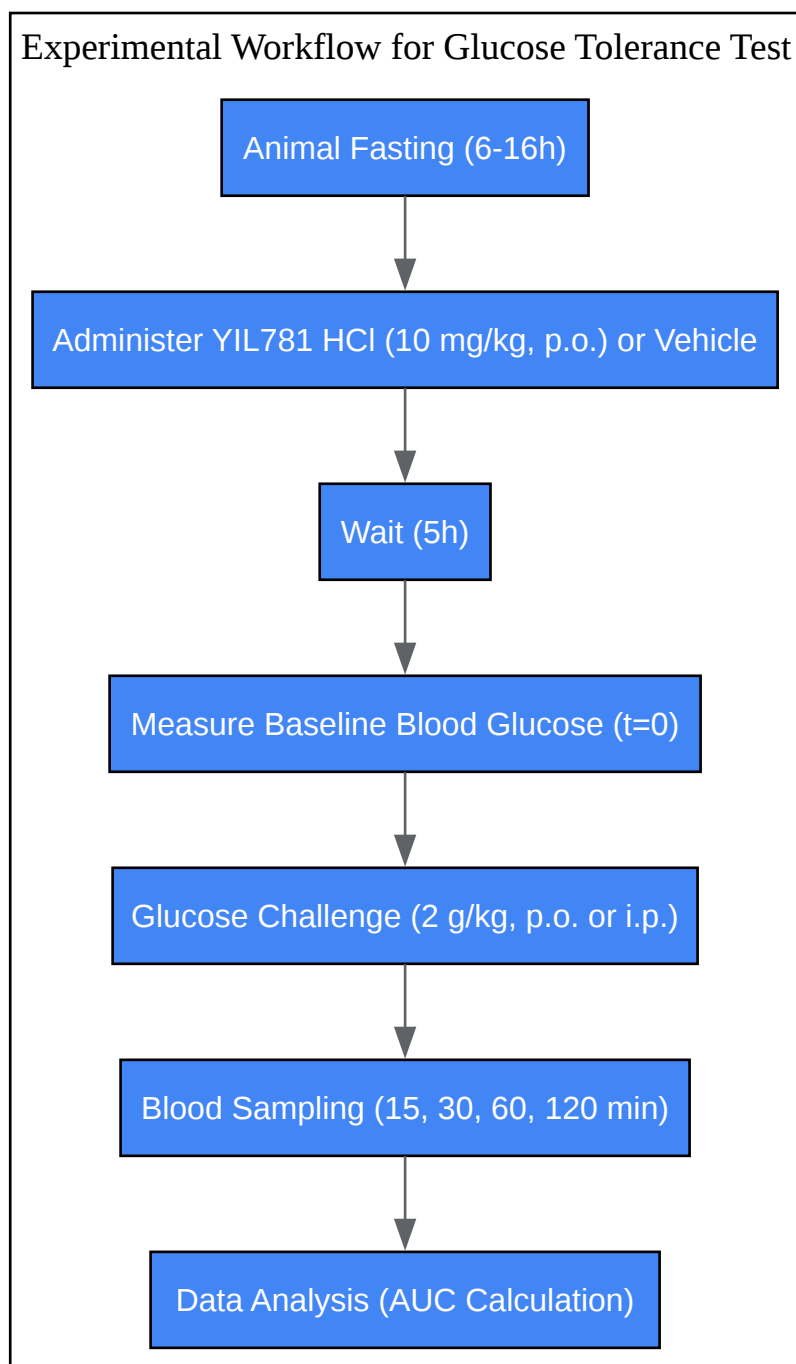 Experimental Workflow for Glucose Tolerance Test
Animal Fasting (6-16h)
Administer YIL781 HCl (10 mg/kg, p.o.) or Vehicle
Wait (5h)
Measure Baseline Blood Glucose (t=0)
Glucose Challenge (2 g/kg, p.o. or i.p.)
Blood Sampling (15, 30, 60, 120 min)
Data Analysis (AUC Calculation)